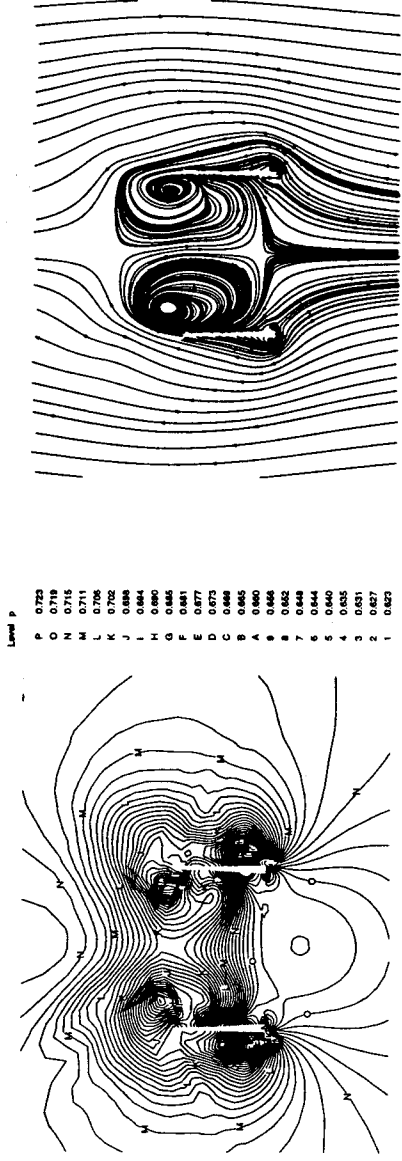 Level p
P 0.723
O 0.719
N 0.715
M 0.711
L 0.706
K 0.702
J 0.698
I 0.694
H 0.690
G 0.685
F 0.681
E 0.677
D 0.673
C 0.669
B 0.665
A 0.660
9 0.656
8 0.652
7 0.648
6 0.644
5 0.640
4 0.635
3 0.631
2 0.627
1 0.623
N
N
N
M
M
M
M
M
M
N
N
O
O